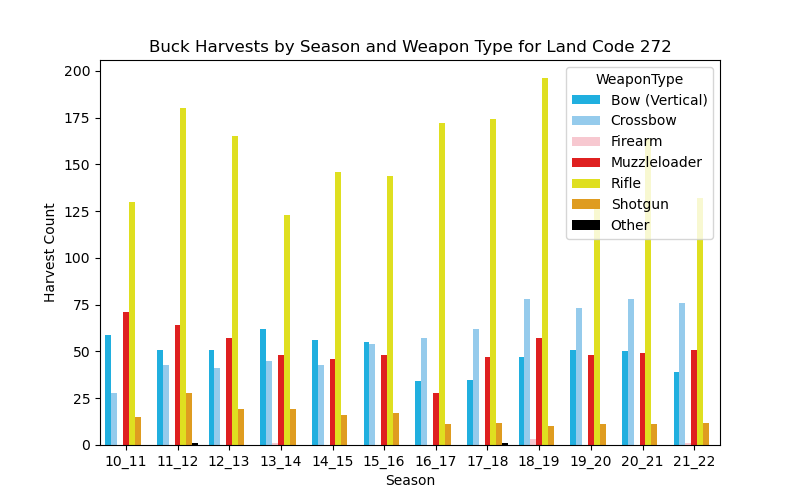 Buck Harvests by Season and Weapon Type for Land Code 272
200
175
150
125
100
75
50
25
0
Harvest Count
WeaponType
Bow (Vertical)
Crossbow
Firearm
Muzzleloader
Rifle
Shotgun
Other
10_11 11_12 12_13 13_14 14_15 15_16 16_17 17_18 18_19 19_20 20_21 21_22
Season